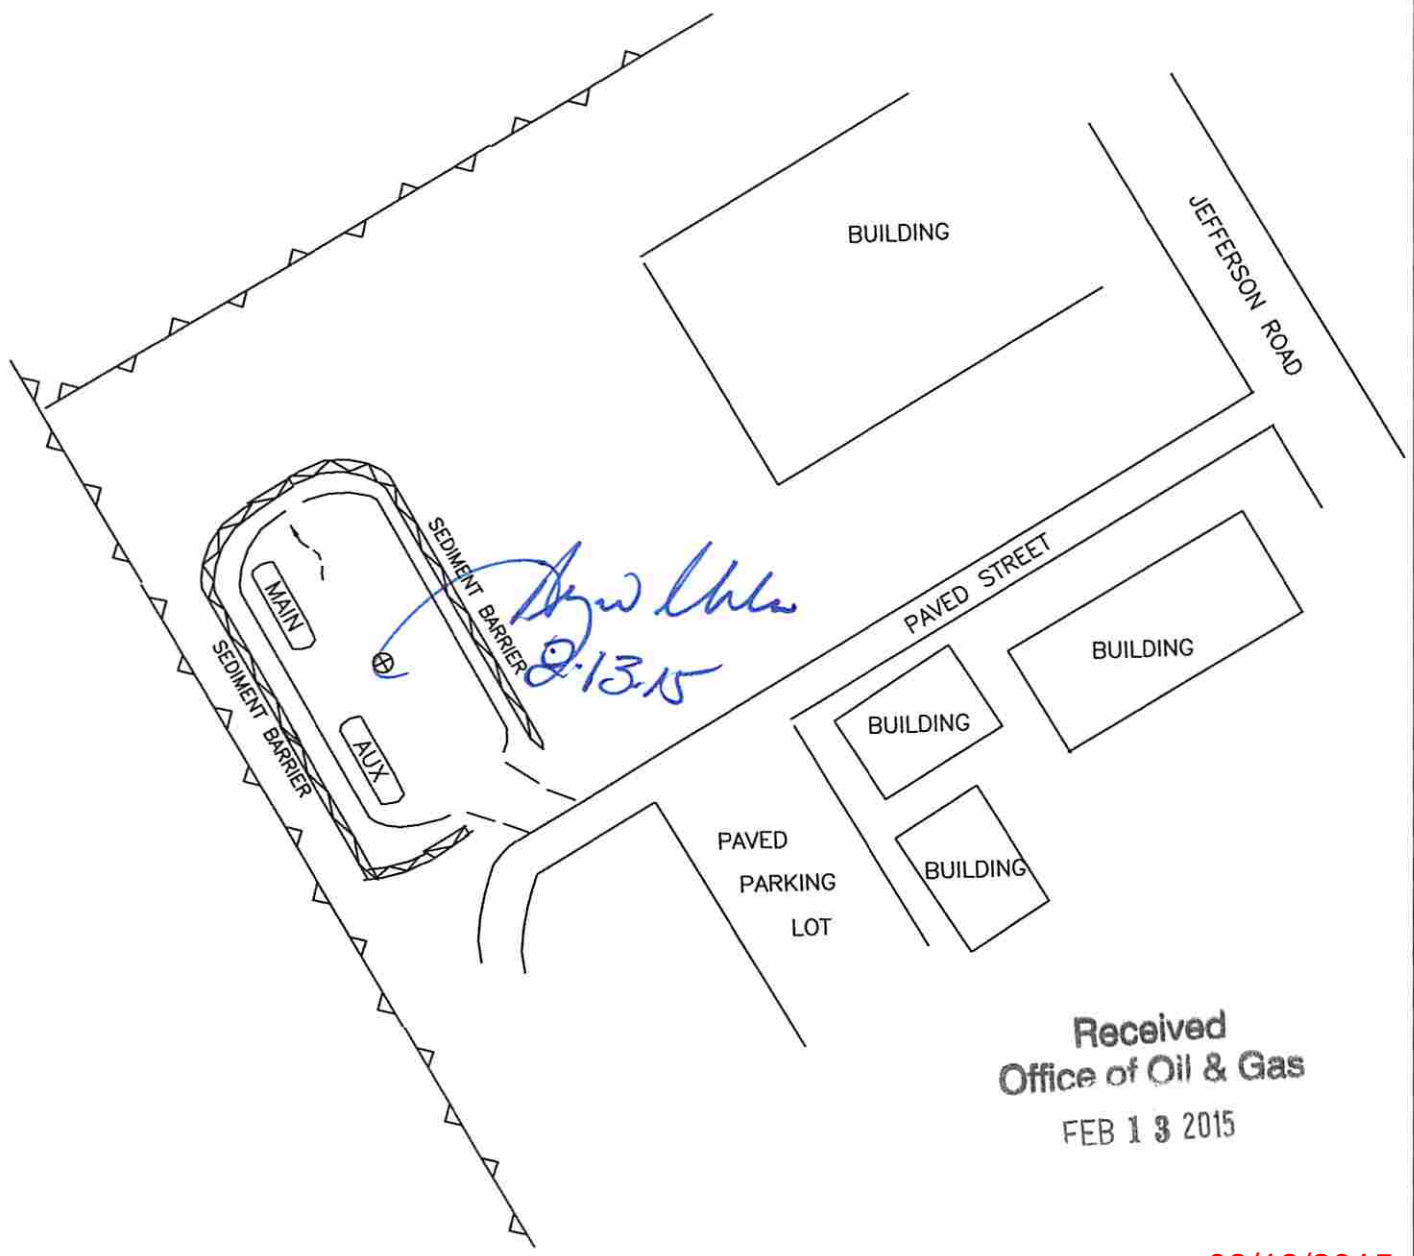 BUILDING
JEFFERSON ROAD
SEDIMENT BARRIER
MAIN
PAVED STREET
2-13-15
BUILDING
SEDIMENT BARRIER
BUILDING
AUX
PAVED
PARKING
LOT
BUILDING
Received
Office of Oil & Gas
FEB 13 2015